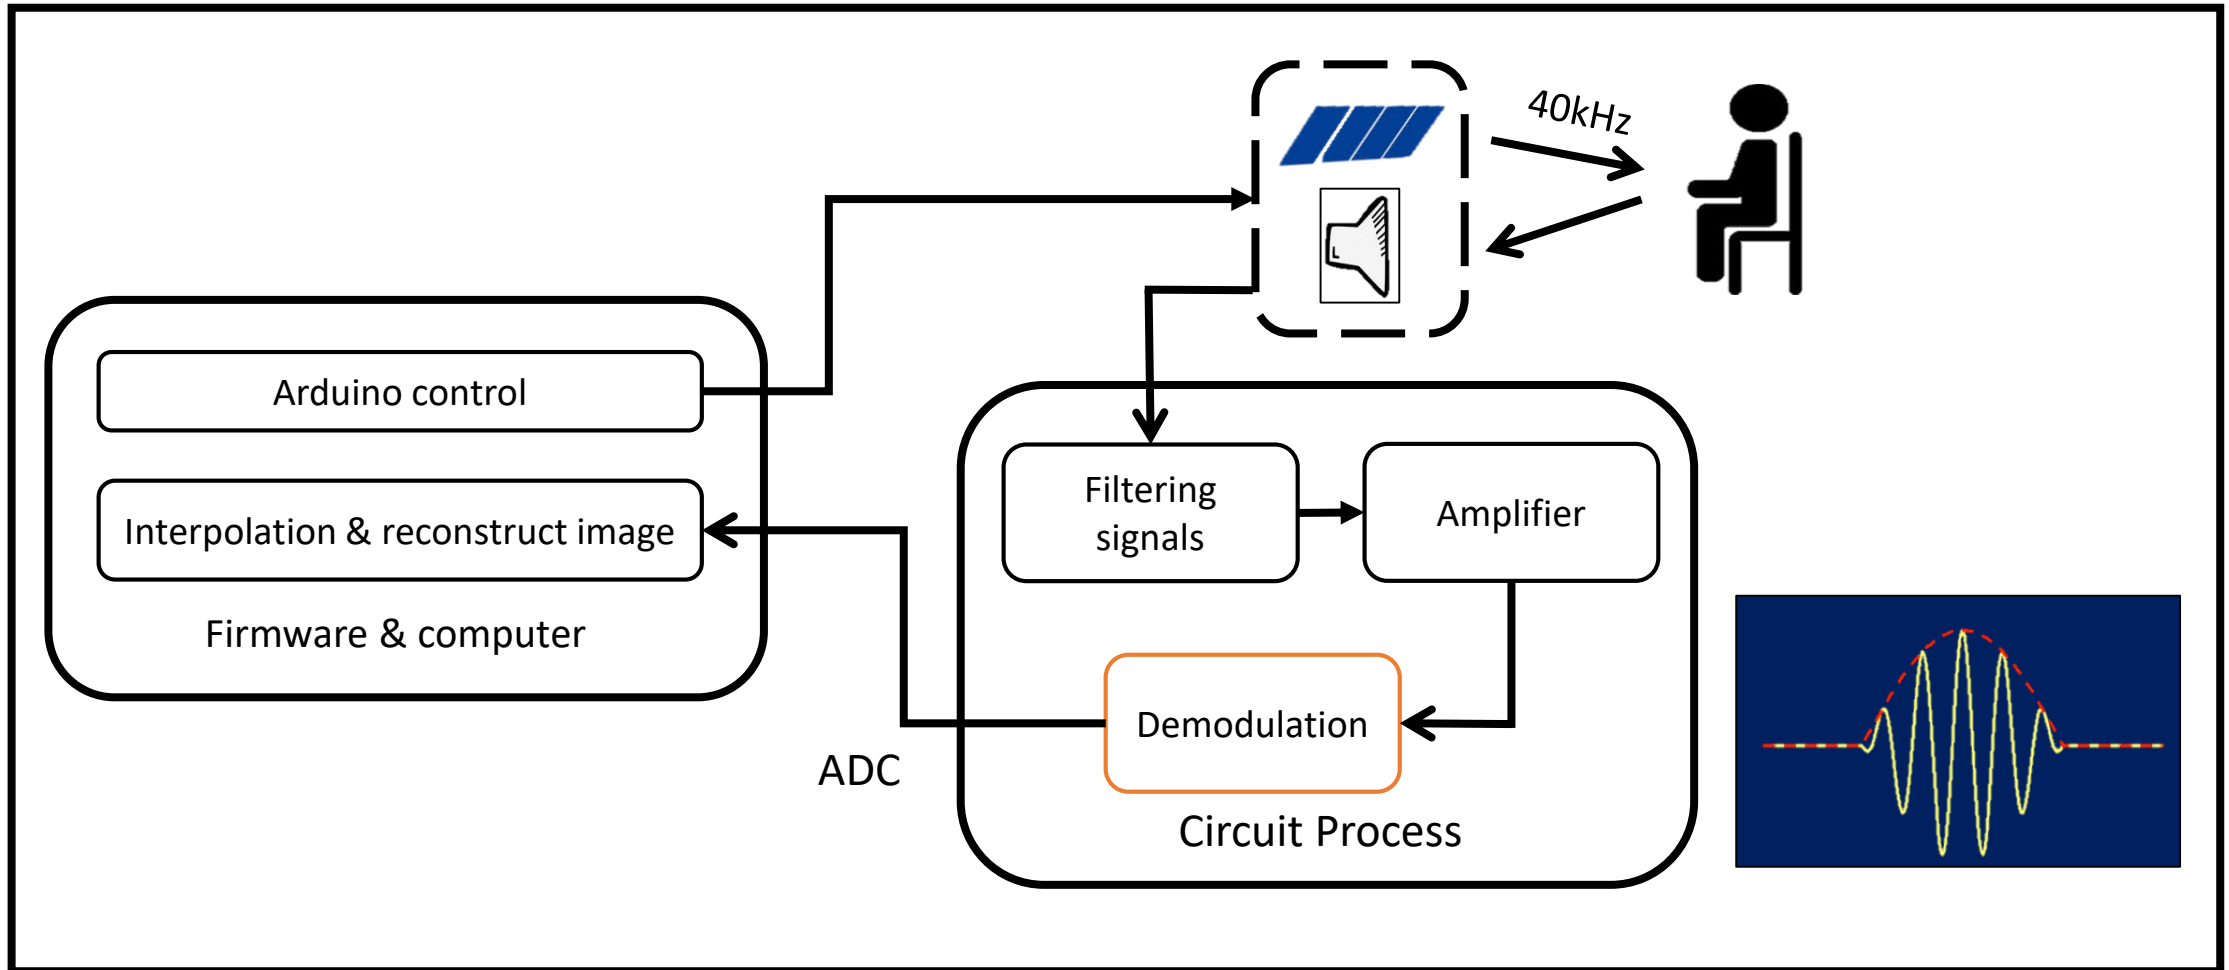 40kHz
Arduino control
Interpolation & reconstruct image
Firmware & computer
Filtering
signals
Amplifier
Demodulation
ADC
Circuit Process